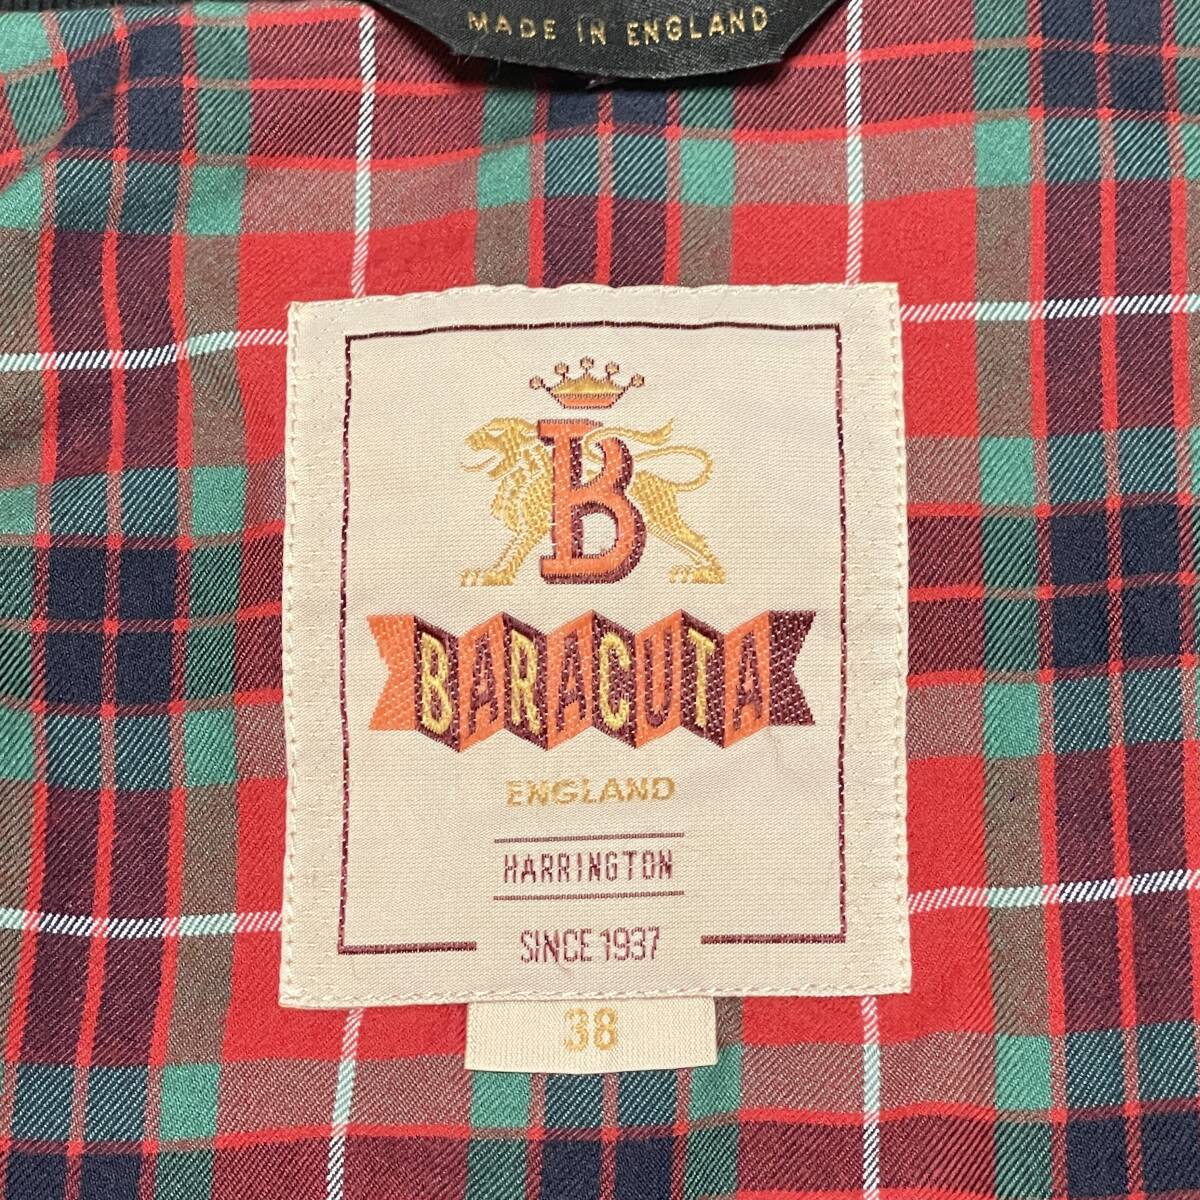 MADE IN ENGLAND
B
BARACUTA
ENGLAND
HARRINGTON
SINCE 1937
38